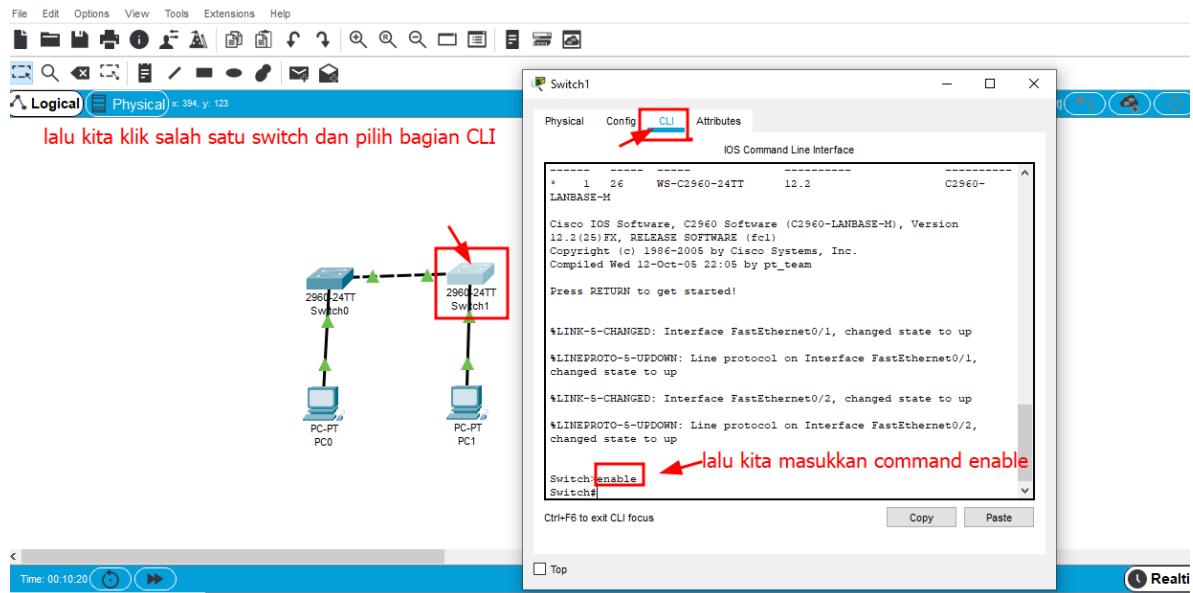 File Edit Options View Tools Extensions Help
Logical Physical x: 394, y: 123
lalu kita klik salah satu switch dan pilih bagian CLI
2960-24TT
Switch0
2960-24TT
Switch1
PC-PT
PC0
PC-PT
PC1
Time: 00:10:20
Switch1
Physical Config CLI Attributes
IOS Command Line Interface
------ ----- ----- ---------- ----------
* 1 26 WS-C2960-24TT 12.2 C2960-
LANBASE-M
Cisco IOS Software, C2960 Software (C2960-LANBASE-M), Version
12.2(25)FX, RELEASE SOFTWARE (fc1)
Copyright (c) 1986-2005 by Cisco Systems, Inc.
Compiled Wed 12-Oct-05 22:05 by pt_team
Press RETURN to get started!
%LINK-5-CHANGED: Interface FastEthernet0/1, changed state to up
%LINEPROTO-5-UPDOWN: Line protocol on Interface FastEthernet0/1,
changed state to up
%LINK-5-CHANGED: Interface FastEthernet0/2, changed state to up
%LINEPROTO-5-UPDOWN: Line protocol on Interface FastEthernet0/2,
changed state to up
lalu kita masukkan command enable
Switch>enable
Switch#
Ctrl+F6 to exit CLI focus
Copy Paste
Top
Realti